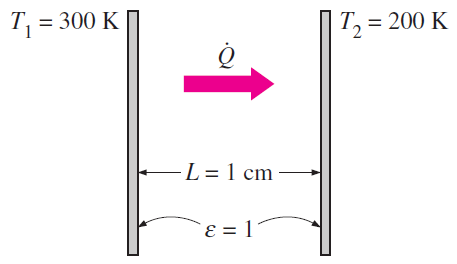 T₁ = 300 K
T₂ = 200 K
Q̇
L = 1 cm
ε = 1